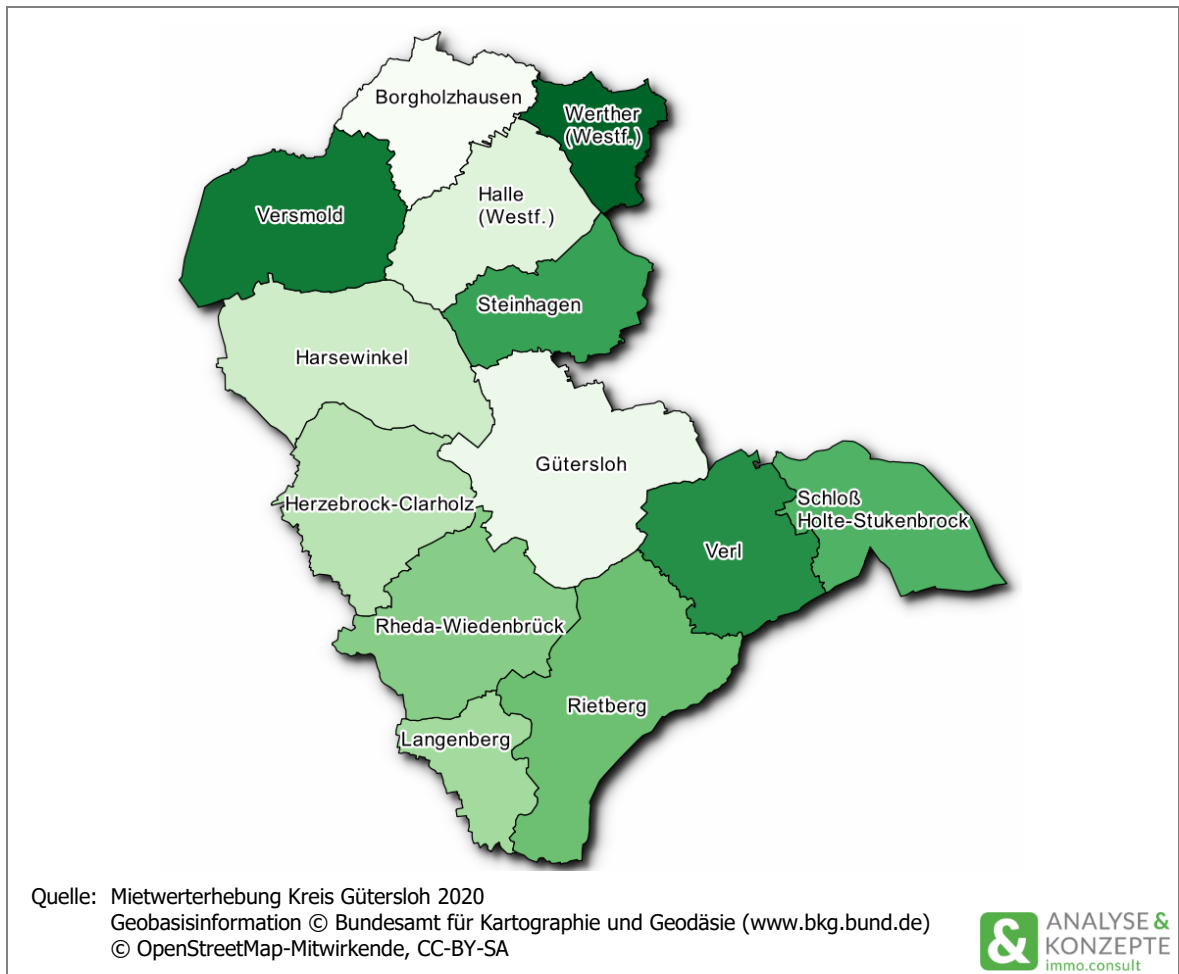 Borgholzhausen
Werther
(Westf.)
Versmold
Halle
(Westf.)
Steinhagen
Harsewinkel
Gütersloh
Herzebrock-Clarholz
Schloß
Holte-Stukenbrock
Verl
Rheda-Wiedenbrück
Rietberg
Langenberg
Quelle: Mietwerterhebung Kreis Gütersloh 2020
Geobasisinformation © Bundesamt für Kartographie und Geodäsie (www.bkg.bund.de)
© OpenStreetMap-Mitwirkende, CC-BY-SA
&
ANALYSE &
KONZEPTE
immo.consult